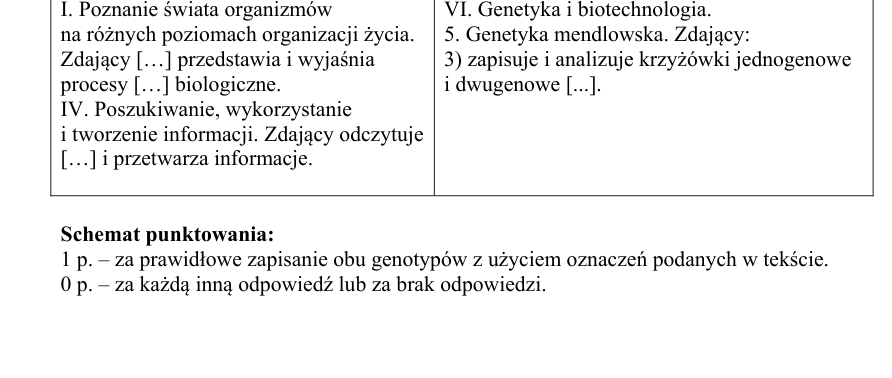 I. Poznanie świata organizmów
na różnych poziomach organizacji życia.
Zdający […] przedstawia i wyjaśnia
procesy […] biologiczne.
IV. Poszukiwanie, wykorzystanie
i tworzenie informacji. Zdający odczytuje
[…] i przetwarza informacje.
VI. Genetyka i biotechnologia.
5. Genetyka mendlowska. Zdający:
3) zapisuje i analizuje krzyżówki jednogenowe
i dwugenowe [...].
Schemat punktowania:
1 p. – za prawidłowe zapisanie obu genotypów z użyciem oznaczeń podanych w tekście.
0 p. – za każdą inną odpowiedź lub za brak odpowiedzi.